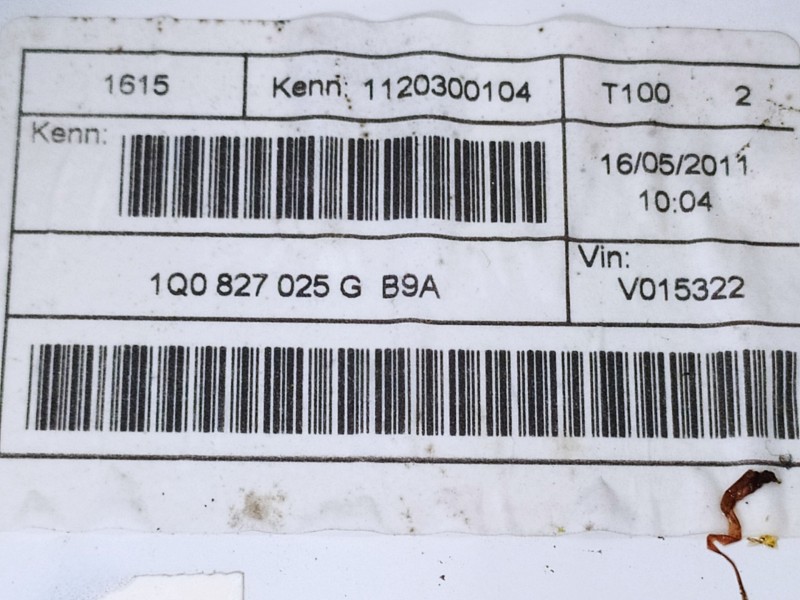 1615 Kenn: 1120300104 T100 2
Kenn:
16/05/2011
10:04
1Q0 827 025 G B9A
Vin:
V015322